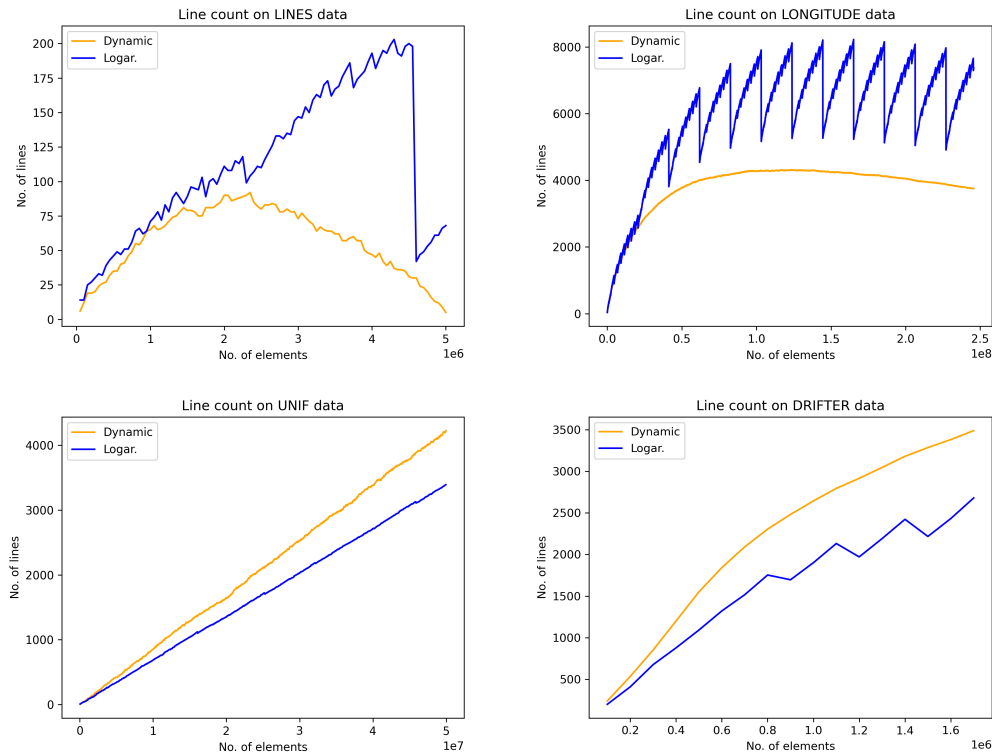 Line count on LINES data
Dynamic
Logar.
No. of lines
200
175
150
125
100
75
50
25
0
0 1 2 3 4 5
1e6
No. of elements
Line count on LONGITUDE data
Dynamic
Logar.
No. of lines
8000
6000
4000
2000
0
0.0 0.5 1.0 1.5 2.0 2.5
1e8
No. of elements
Line count on UNIF data
Dynamic
Logar.
No. of lines
4000
3000
2000
1000
0
0 1 2 3 4 5
1e7
No. of elements
Line count on DRIFTER data
Dynamic
Logar.
No. of lines
3500
3000
2500
2000
1500
1000
500
0.2 0.4 0.6 0.8 1.0 1.2 1.4 1.6
1e6
No. of elements